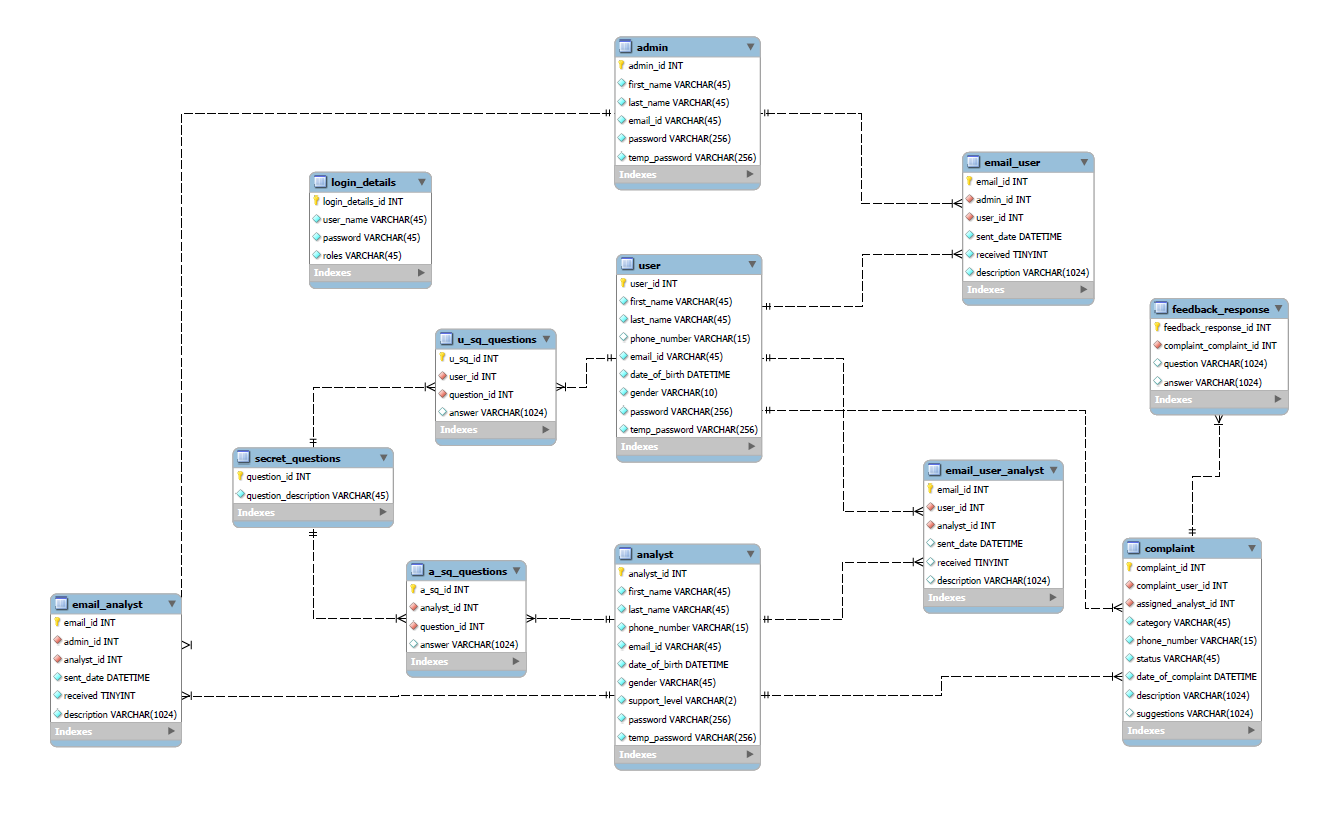 admin
admin_id INT
first_name VARCHAR(45)
last_name VARCHAR(45)
email_id VARCHAR(45)
password VARCHAR(256)
temp_password VARCHAR(256)
Indexes
email_user
email_id INT
admin_id INT
user_id INT
sent_date DATETIME
received TINYINT
description VARCHAR(1024)
Indexes
login_details
login_details_id INT
user_name VARCHAR(45)
password VARCHAR(45)
roles VARCHAR(45)
Indexes
user
user_id INT
first_name VARCHAR(45)
last_name VARCHAR(45)
phone_number VARCHAR(15)
email_id VARCHAR(45)
date_of_birth DATETIME
gender VARCHAR(10)
password VARCHAR(256)
temp_password VARCHAR(256)
Indexes
feedback_response
feedback_response_id INT
complaint_complaint_id INT
question VARCHAR(1024)
answer VARCHAR(1024)
Indexes
u_sq_questions
u_sq_id INT
user_id INT
question_id INT
answer VARCHAR(1024)
Indexes
secret_questions
question_id INT
question_description VARCHAR(45)
Indexes
email_user_analyst
email_id INT
user_id INT
analyst_id INT
sent_date DATETIME
received TINYINT
description VARCHAR(1024)
Indexes
complaint
complaint_id INT
complaint_user_id INT
assigned_analyst_id INT
category VARCHAR(45)
phone_number VARCHAR(15)
status VARCHAR(45)
date_of_complaint DATETIME
description VARCHAR(1024)
suggestions VARCHAR(1024)
Indexes
analyst
analyst_id INT
first_name VARCHAR(45)
last_name VARCHAR(45)
phone_number VARCHAR(15)
email_id VARCHAR(45)
date_of_birth DATETIME
gender VARCHAR(45)
support_level VARCHAR(2)
password VARCHAR(256)
temp_password VARCHAR(256)
Indexes
a_sq_questions
a_sq_id INT
analyst_id INT
question_id INT
answer VARCHAR(1024)
Indexes
email_analyst
email_id INT
admin_id INT
analyst_id INT
sent_date DATETIME
received TINYINT
description VARCHAR(1024)
Indexes